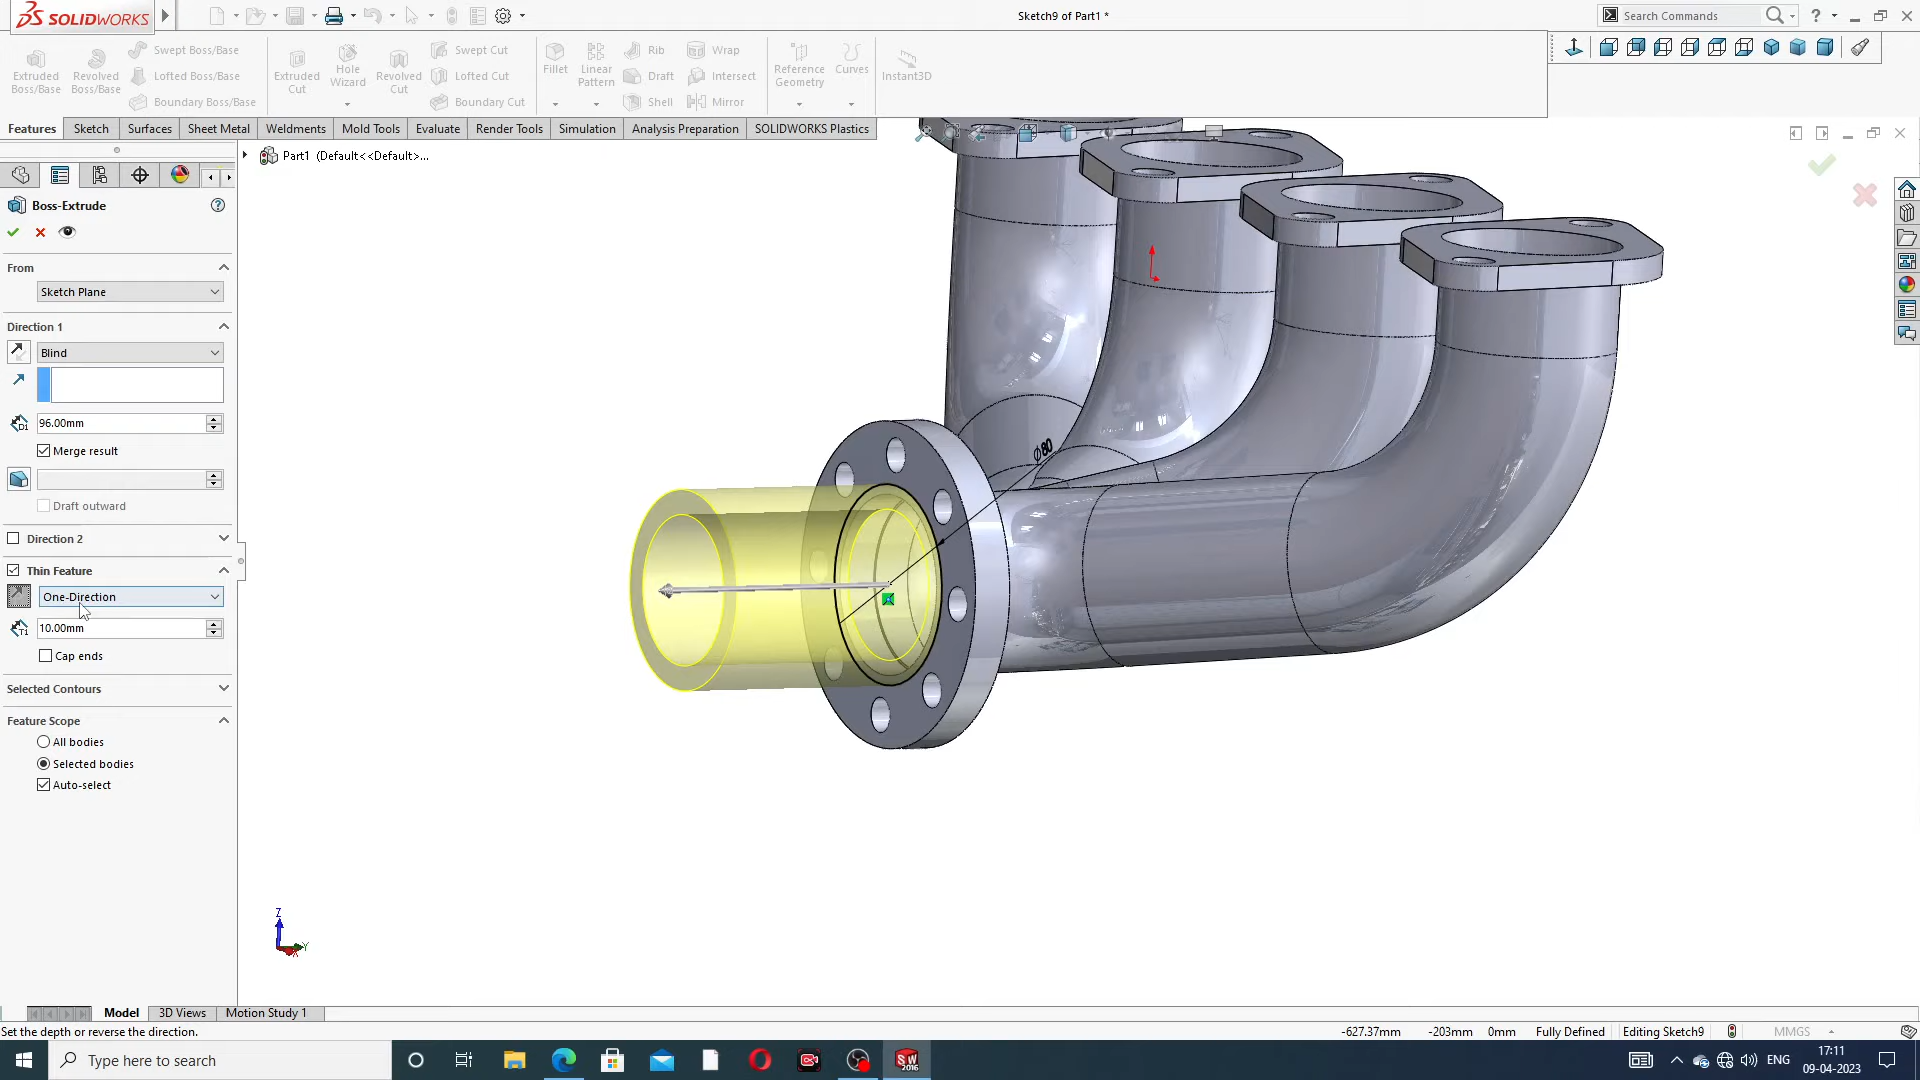 SOLIDWORKS
Sketch9 of Part1 *
Search Commands
Extruded Boss/Base
Revolved Boss/Base
Swept Boss/Base
Lofted Boss/Base
Boundary Boss/Base
Extruded Cut
Hole Wizard
Revolved Cut
Swept Cut
Lofted Cut
Boundary Cut
Fillet
Linear Pattern
Rib
Draft
Shell
Wrap
Intersect
Mirror
Reference Geometry
Curves
Instant3D
Features
Sketch
Surfaces
Sheet Metal
Weldments
Mold Tools
Evaluate
Render Tools
Simulation
Analysis Preparation
SOLIDWORKS Plastics
Part1 (Default<<Default>...
Boss-Extrude
From
Sketch Plane
Direction 1
Blind
D1
96.00mm
Merge result
Draft outward
Direction 2
Thin Feature
One-Direction
T1
10.00mm
Cap ends
Selected Contours
Feature Scope
All bodies
Selected bodies
Auto-select
Ø80
Z
Y
X
Model
3D Views
Motion Study 1
Set the depth or reverse the direction.
-627.37mm
-203mm
0mm
Fully Defined
Editing Sketch9
MMGS
Type here to search
SW
2016
ENG
17:11
09-04-2023